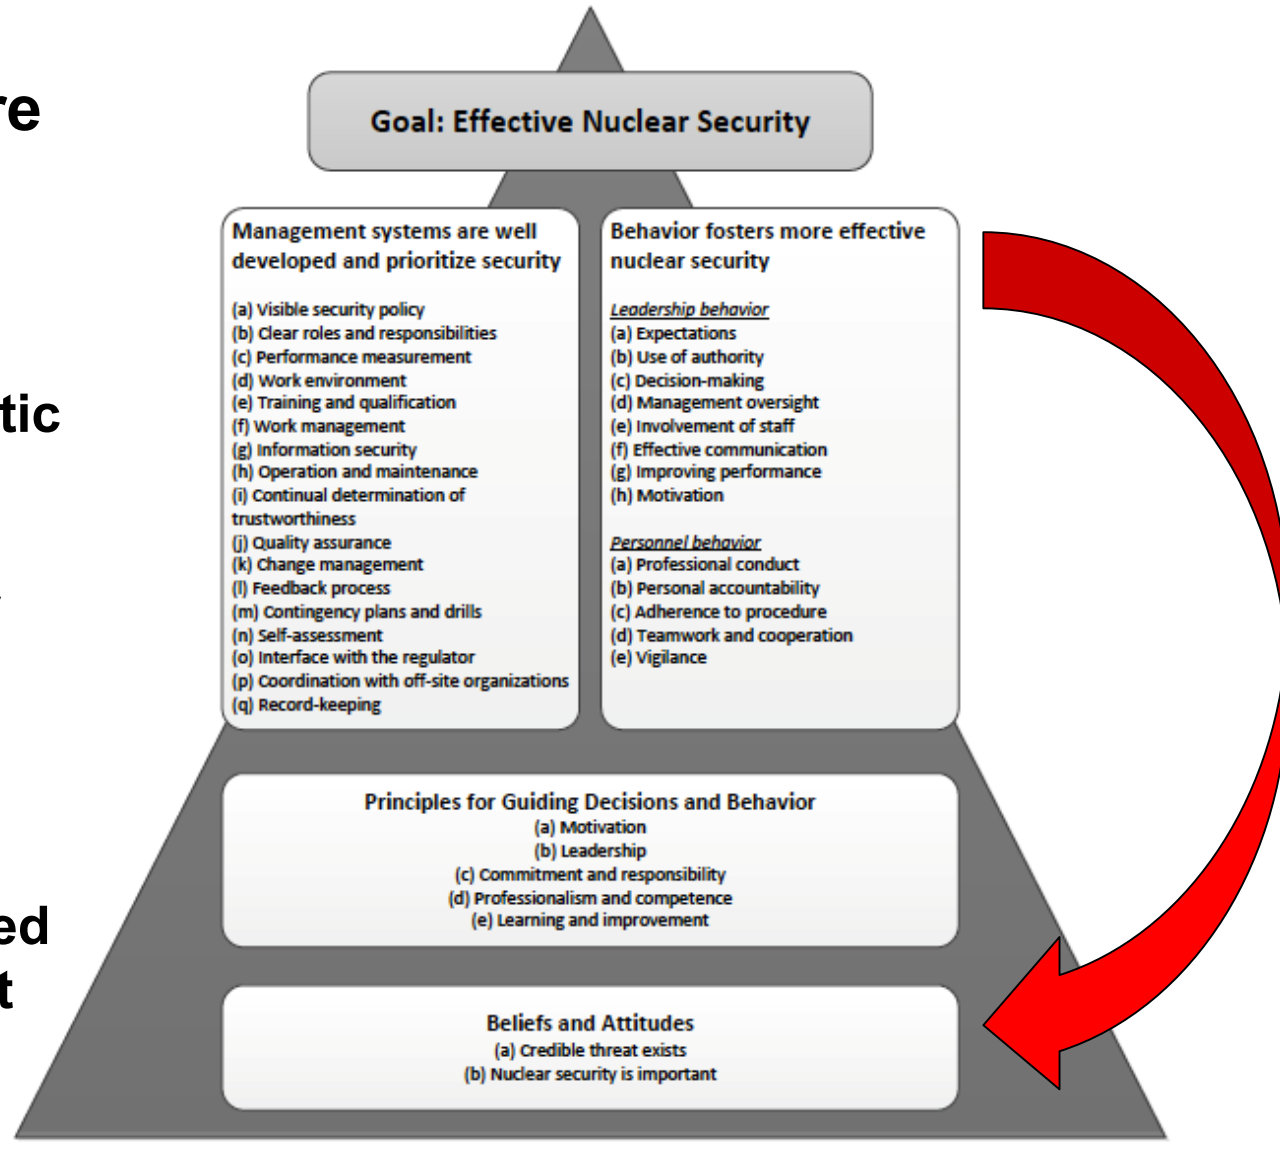 re
tic
ed
t
Goal: Effective Nuclear Security
Management systems are well
developed and prioritize security
(a) Visible security policy
(b) Clear roles and responsibilities
(c) Performance measurement
(d) Work environment
(e) Training and qualification
(f) Work management
(g) Information security
(h) Operation and maintenance
(i) Continual determination of
trustworthiness
(j) Quality assurance
(k) Change management
(l) Feedback process
(m) Contingency plans and drills
(n) Self-assessment
(o) Interface with the regulator
(p) Coordination with off-site organizations
(q) Record-keeping
Behavior fosters more effective
nuclear security
Leadership behavior
(a) Expectations
(b) Use of authority
(c) Decision-making
(d) Management oversight
(e) Involvement of staff
(f) Effective communication
(g) Improving performance
(h) Motivation
Personnel behavior
(a) Professional conduct
(b) Personal accountability
(c) Adherence to procedure
(d) Teamwork and cooperation
(e) Vigilance
Principles for Guiding Decisions and Behavior
(a) Motivation
(b) Leadership
(c) Commitment and responsibility
(d) Professionalism and competence
(e) Learning and improvement
Beliefs and Attitudes
(a) Credible threat exists
(b) Nuclear security is important